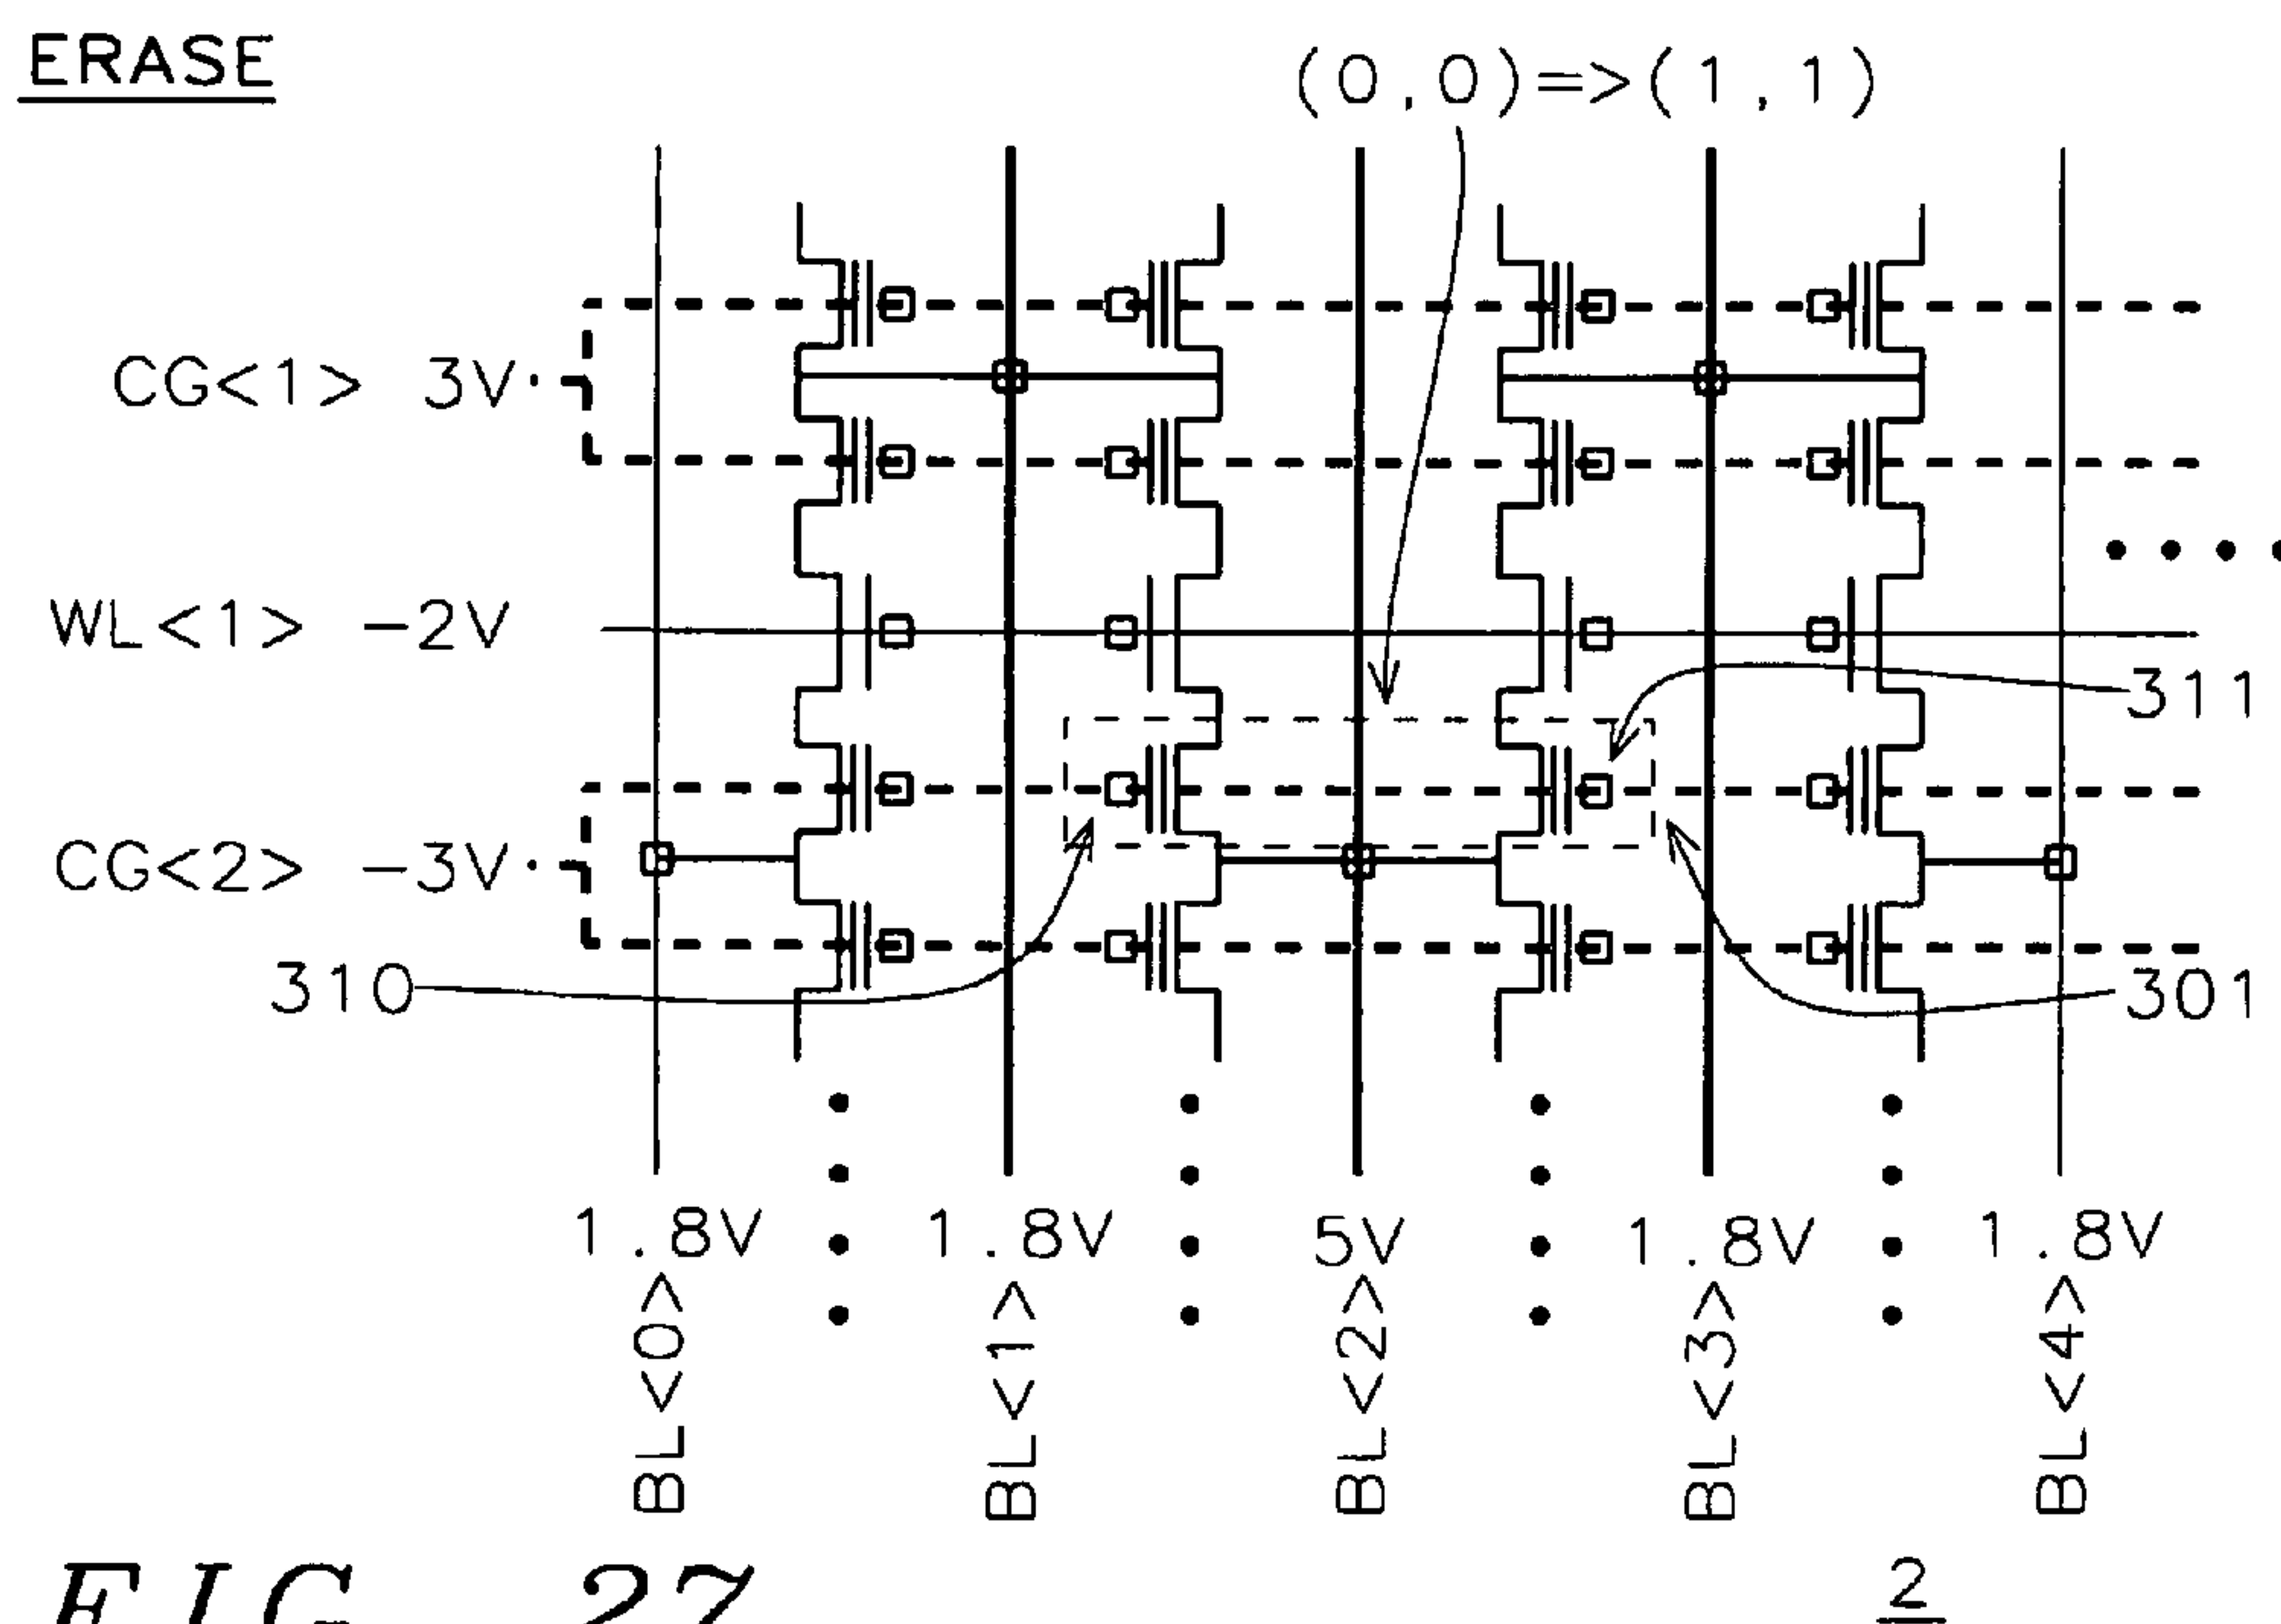 ERASE
(0,0)=>(1,1)
CG<1> 3V
WL<1> -2V
311
CG<2> -3V
310
301
1.8V
1.8V
5V
1.8V
1.8V
BL<0>
BL<1>
BL<2>
BL<3>
BL<4>
FIG. 27
2